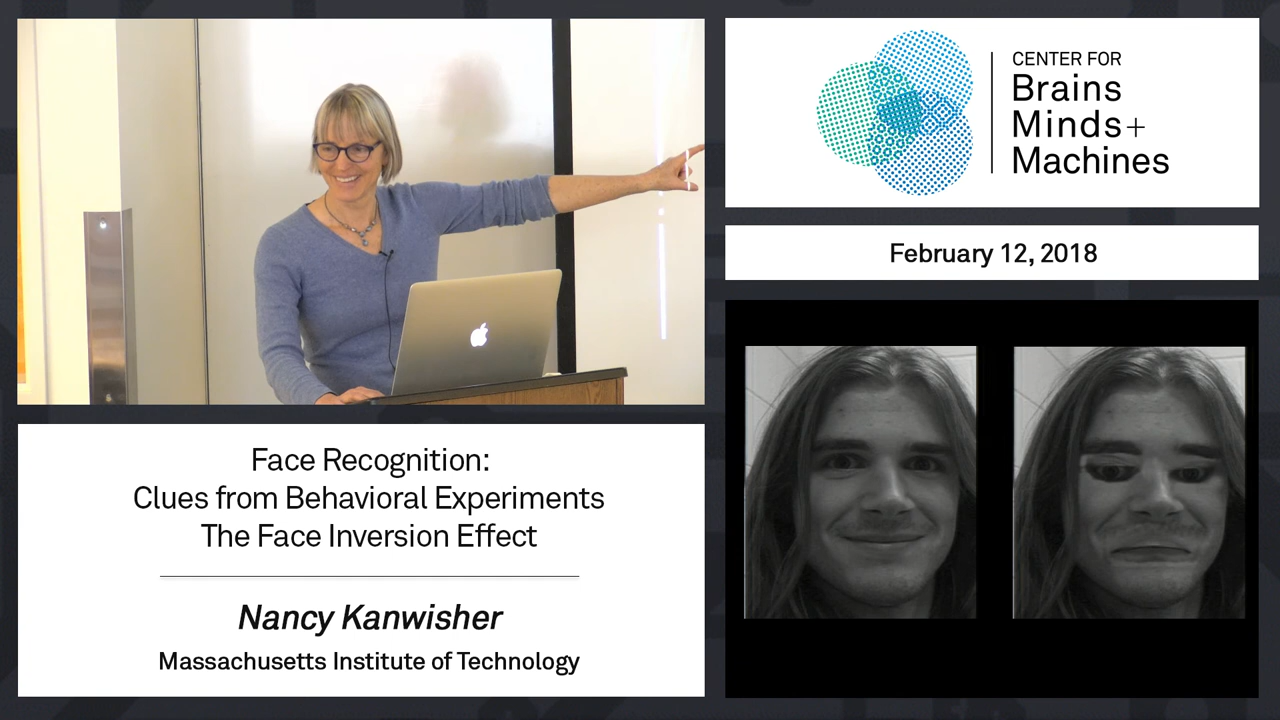 CENTER FOR
Brains
Minds+
Machines
February 12, 2018
Face Recognition:
Clues from Behavioral Experiments
The Face Inversion Effect
Nancy Kanwisher
Massachusetts Institute of Technology